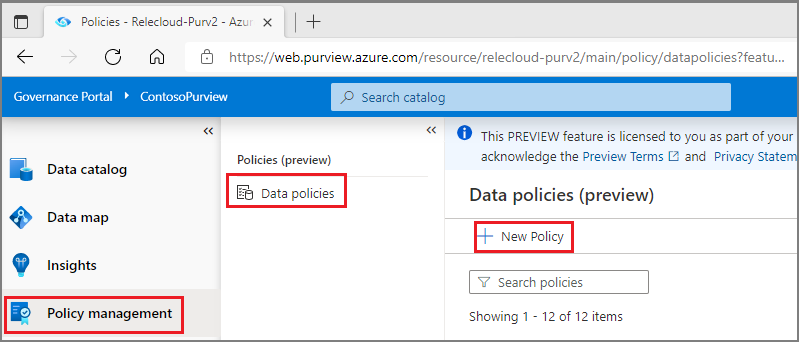 Policies - Relecloud-Purv2 - Azu
https://web.purview.azure.com/resource/relecloud-purv2/main/policy/datapolicies?featu...
Governance Portal > ContosoPurview
Search catalog
Data catalog
Data map
Insights
Policy management
Policies (preview)
Data policies
This PREVIEW feature is licensed to you as part of your
acknowledge the Preview Terms and Privacy Statem
Data policies (preview)
New Policy
Search policies
Showing 1 - 12 of 12 items